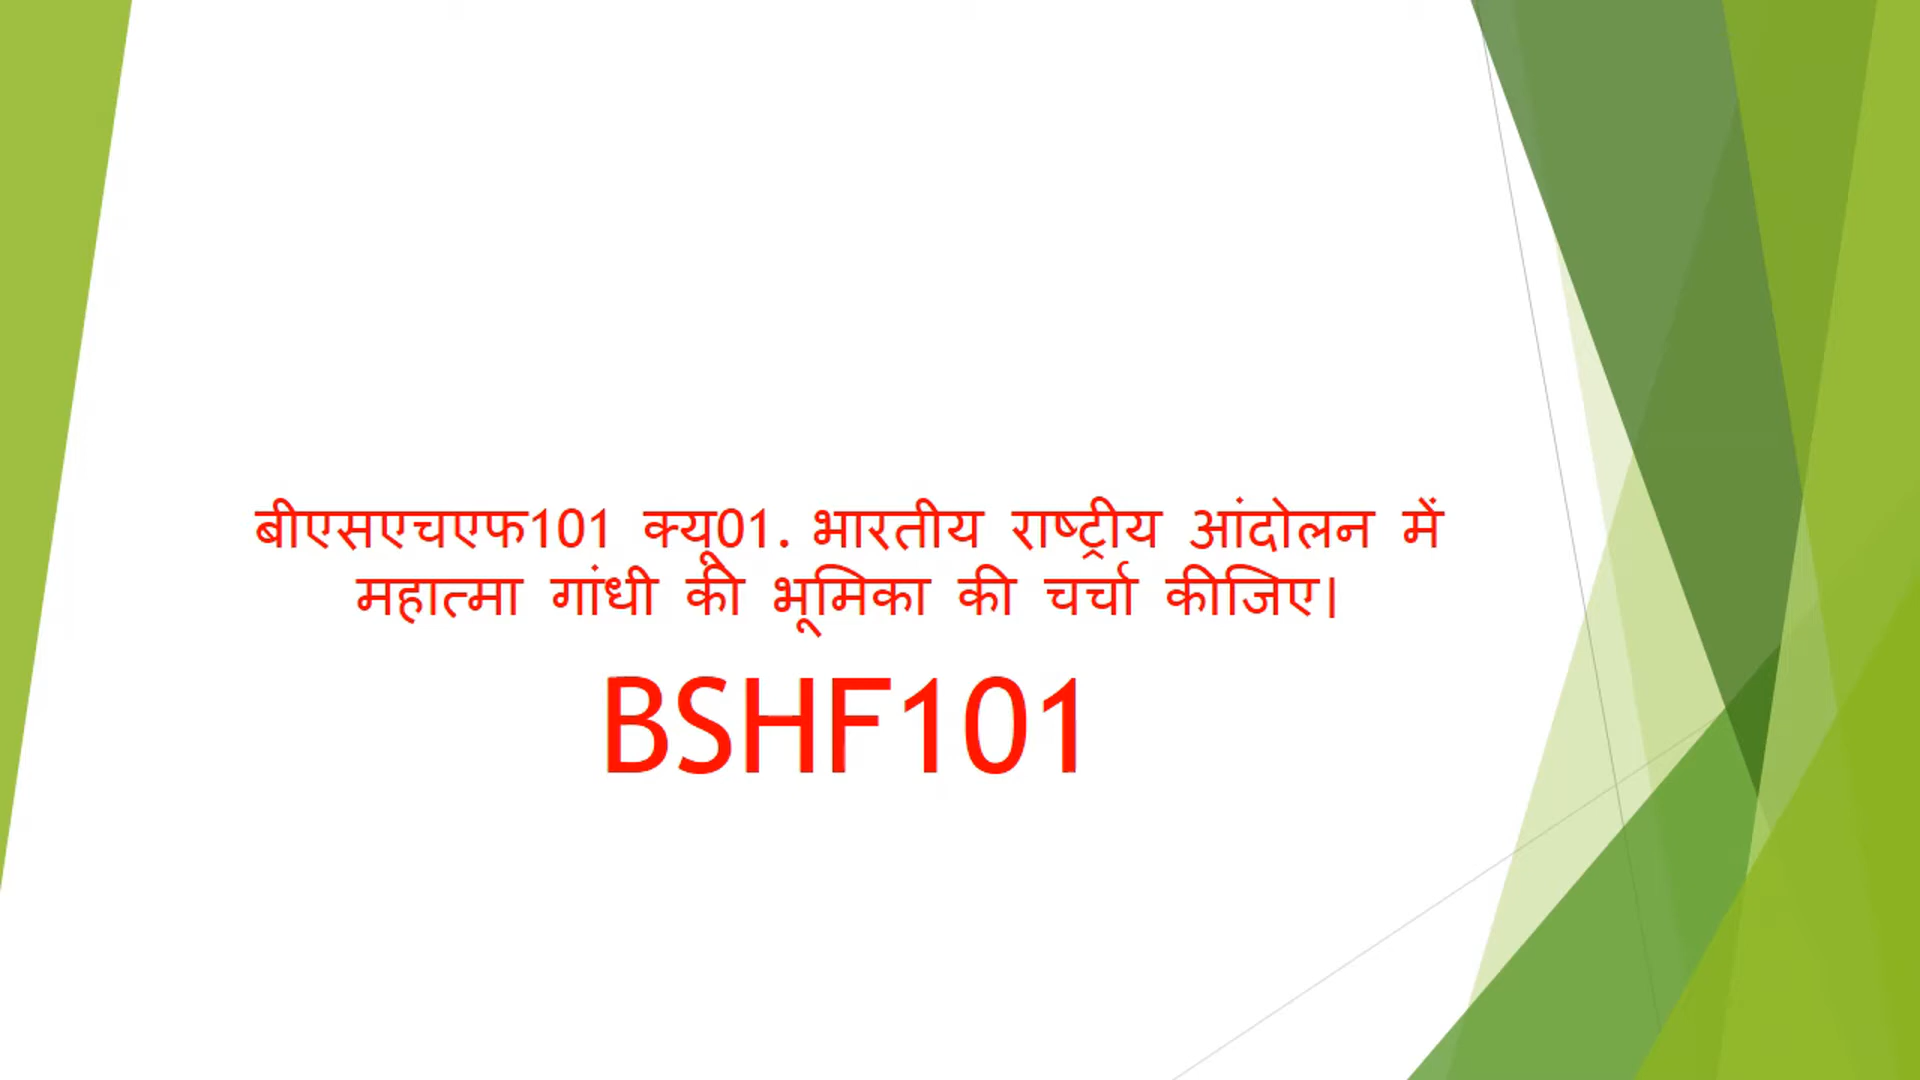 बीएसएचएफ101 क्यू01. भारतीय राष्ट्रीय आंदोलन में
महात्मा गांधी की भूमिका की चर्चा कीजिए।
BSHF101